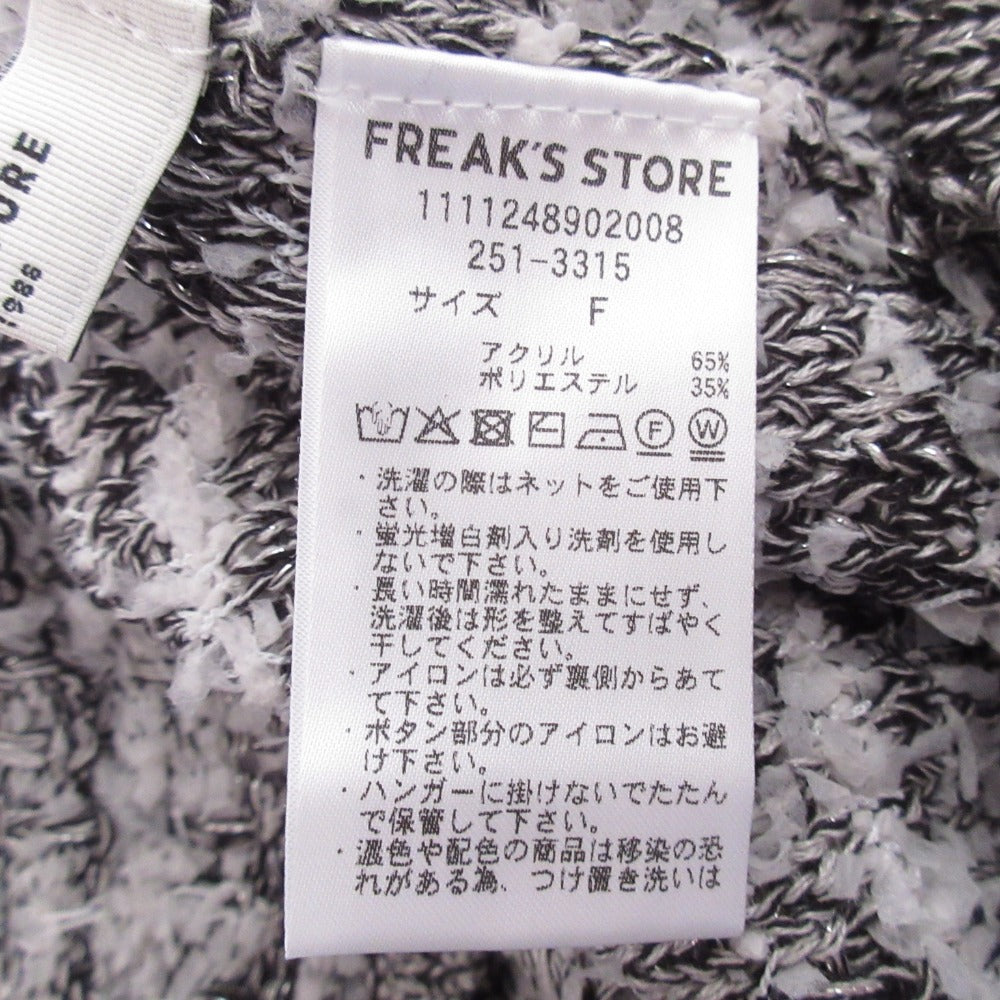 ORE
1986
FREAK'S STORE
1111248902008
251-3315
サイズ F
アクリル 65%
ポリエステル 35%
F W
・洗濯の際はネットをご使用下
さい。
・蛍光増白剤入り洗剤を使用し
ないで下さい。
・長い時間濡れたままにせず、
洗濯後は形を整えてすばやく
干してください。
・アイロンは必ず裏側からあて
て下さい。
・ボタン部分のアイロンはお避
け下さい。
・ハンガーに掛けないでたたん
で保管して下さい。
・濃色や配色の商品は移染の恐
れがある為、つけ置き洗いは